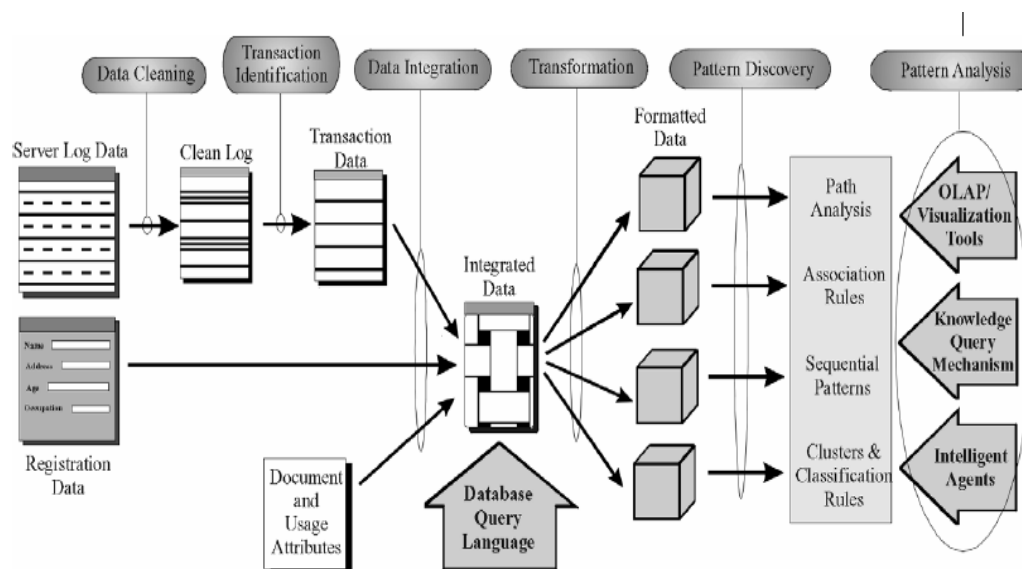 Data Cleaning
Transaction
Identification
Data Integration
Transformation
Pattern Discovery
Pattern Analysis
Server Log Data
Clean Log
Transaction
Data
Formatted
Data
Integrated
Data
Path
Analysis
Association
Rules
Sequential
Patterns
Clusters &
Classification
Rules
OLAP/
Visualization
Tools
Knowledge
Query
Mechanism
Intelligent
Agents
Name
Address
Age
Occupation
Registration
Data
Document
and
Usage
Attributes
Database
Query
Language